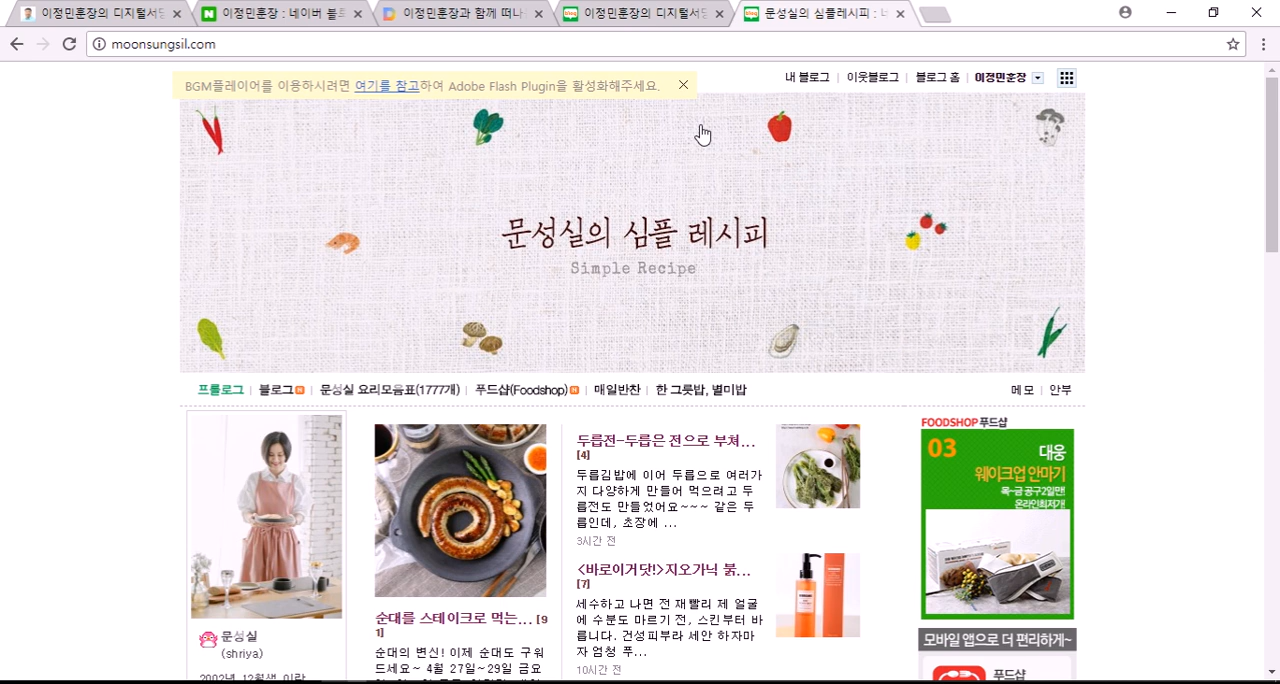 이정민훈장의 디지털서당
이정민훈장 : 네이버 블로
이정민훈장과 함께 떠나는
이정민훈장의 디지털서당
문성실의 심플레시피 : 네
moonsungsil.com
BGM플레이어를 이용하시려면 여기를 참고하여 Adobe Flash Plugin을 활성화해주세요.
내 블로그 | 이웃블로그 | 블로그 홈 | 이정민훈장
문성실의 심플 레시피
Simple Recipe
프롤로그 | 블로그 N | 문성실 요리모음표(1777개) | 푸드샵(Foodshop) N | 매일반찬 | 한 그릇밥, 별미밥
메모 | 안부
문성실
(shriya)
순대를 스테이크로 먹는... [9
1]
순대의 변신! 이제 순대도 구워
드세요~ 4월 27일~29일 금요
두릅전-두릅은 전으로 부쳐...
[4]
두릅김밥에 이어 두릅으로 여러가
지 다양하게 만들어 먹으려고 두
릅전도 만들었어요~~~ 같은 두
릅인데, 초장에 ...
3시간 전
<바로이거닷!>지오가닉 붉...
[7]
세수하고 나면 전 재빨리 제 얼굴
에 수분도 마르기 전, 스킨부터 바
릅니다. 건성피부라 세안 하자마
자 엄청 푸...
10시간 전
FOODSHOP 푸드샵
03
대웅
웨이크업 안마기
목~금 공구2일만!
온라인최저가!
모바일 앱으로 더 편리하게~
푸드샵